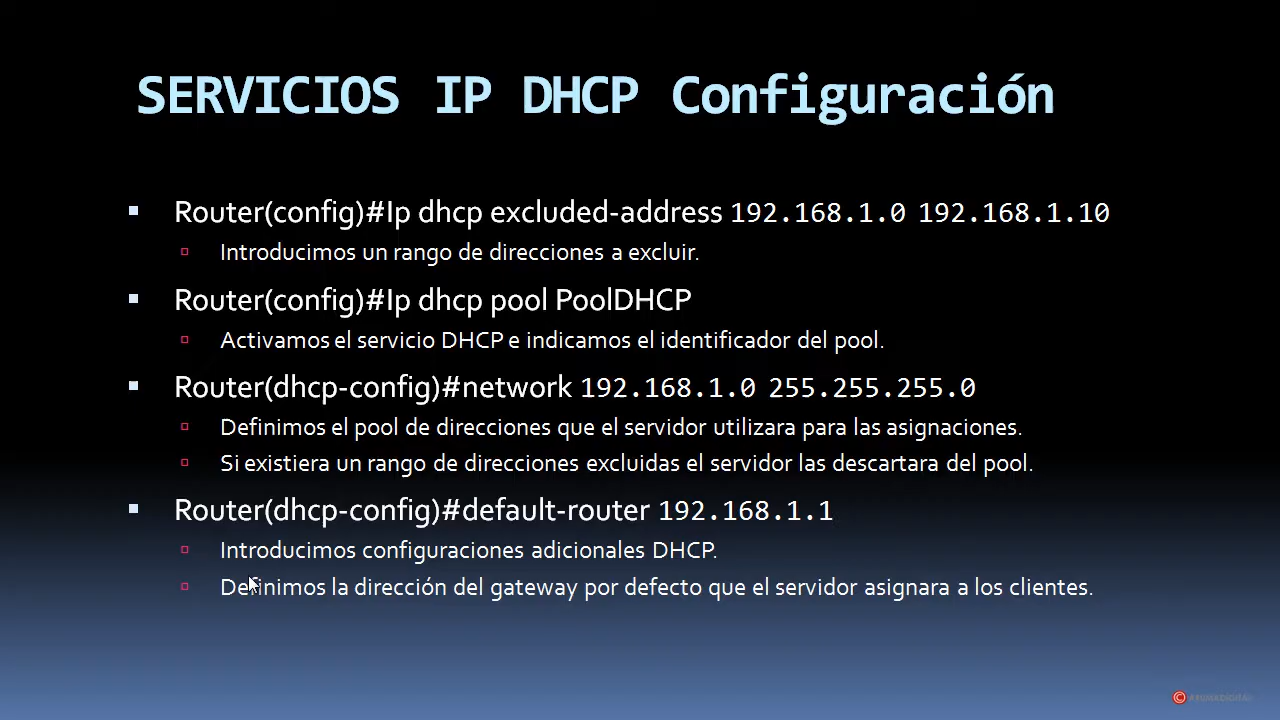 SERVICIOS IP DHCP Configuración
Router(config)#Ip dhcp excluded-address 192.168.1.0 192.168.1.10
Introducimos un rango de direcciones a excluir.
Router(config)#Ip dhcp pool PoolDHCP
Activamos el servicio DHCP e indicamos el identificador del pool.
Router(dhcp-config)#network 192.168.1.0 255.255.255.0
Definimos el pool de direcciones que el servidor utilizara para las asignaciones.
Si existiera un rango de direcciones excluidas el servidor las descartara del pool.
Router(dhcp-config)#default-router 192.168.1.1
Introducimos configuraciones adicionales DHCP.
Definimos la dirección del gateway por defecto que el servidor asignara a los clientes.
©